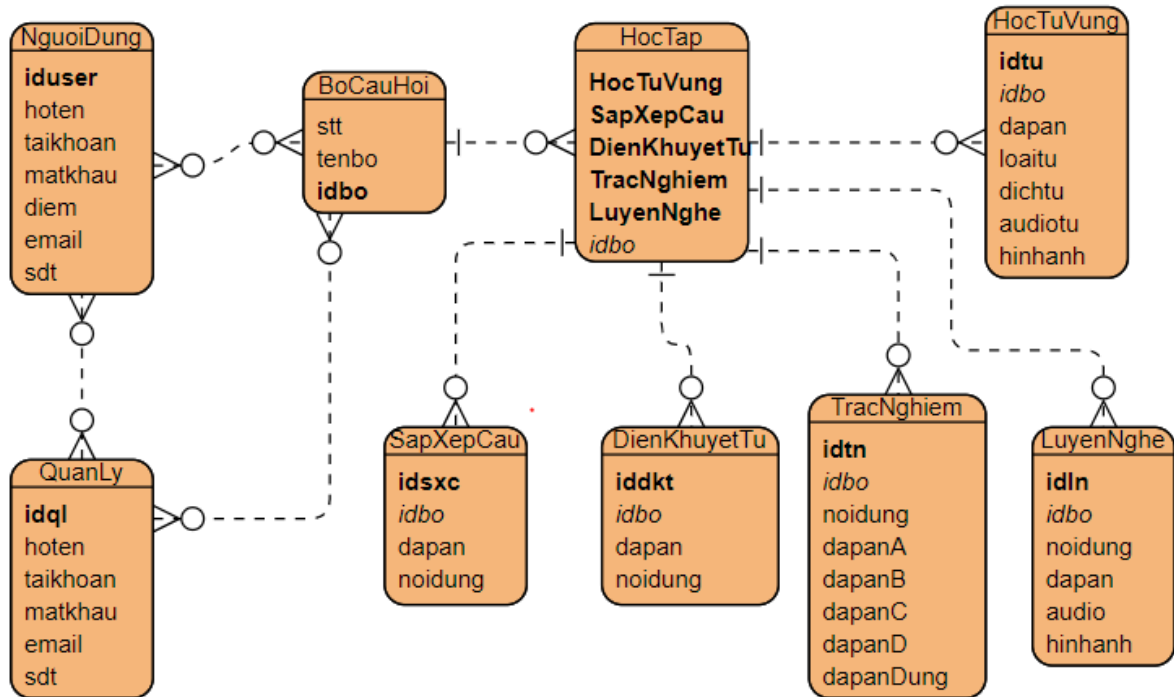 NguoiDung
iduser
hoten
taikhoan
matkhau
diem
email
sdt
BoCauHoi
stt
tenbo
idbo
HocTap
HocTuVung
SapXepCau
DienKhuyetTu
TracNghiem
LuyenNghe
idbo
HocTuVung
idtu
idbo
dapan
loaitu
dichtu
audiotu
hinhanh
QuanLy
idql
hoten
taikhoan
matkhau
email
sdt
SapXepCau
idsxc
idbo
dapan
noidung
DienKhuyetTu
iddkt
idbo
dapan
noidung
TracNghiem
idtn
idbo
noidung
dapanA
dapanB
dapanC
dapanD
dapanDung
LuyenNghe
idln
idbo
noidung
dapan
audio
hinhanh